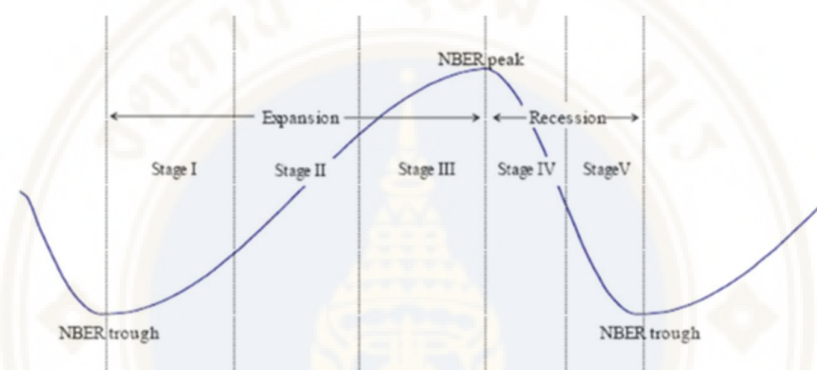 NBER peak
Expansion
Recession
Stage I
Stage II
Stage III
Stage IV
StageV
NBER trough
NBER trough